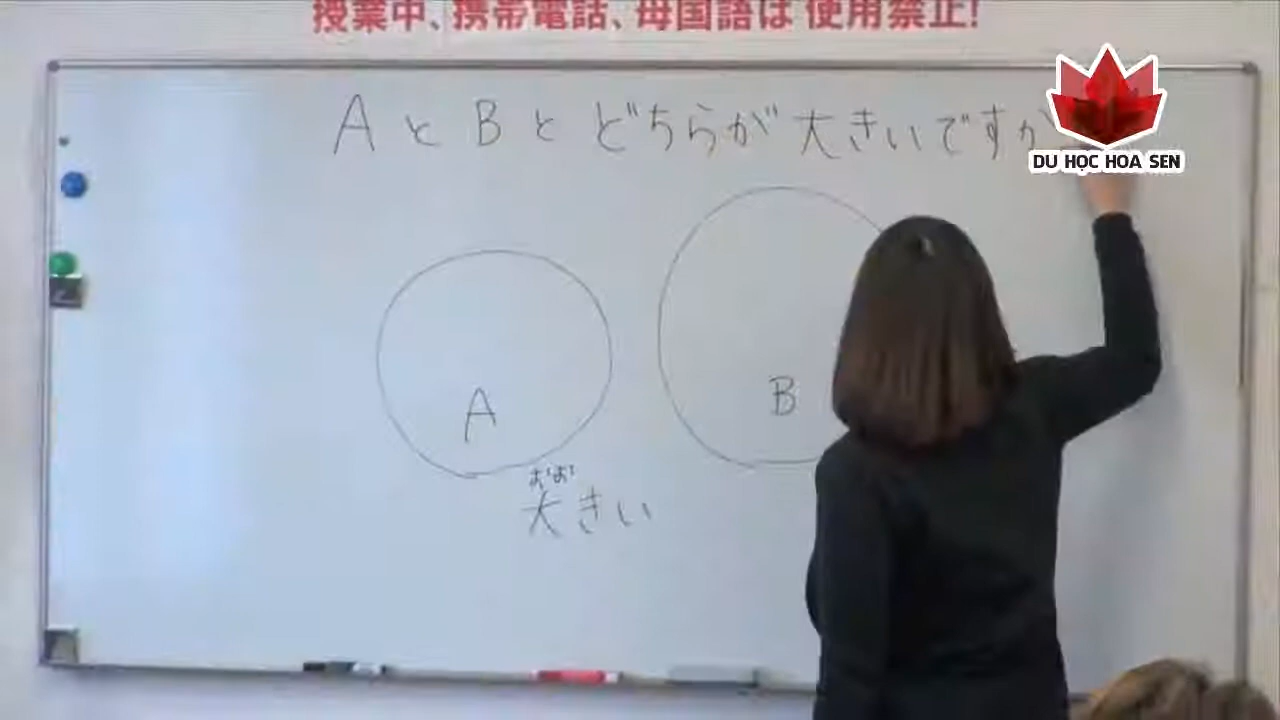 授業中、携帯電話、母国語は 使用禁止!
AとBとどちらが大きいですか
DU HỌC HOA SEN
A
B
おお
大きい